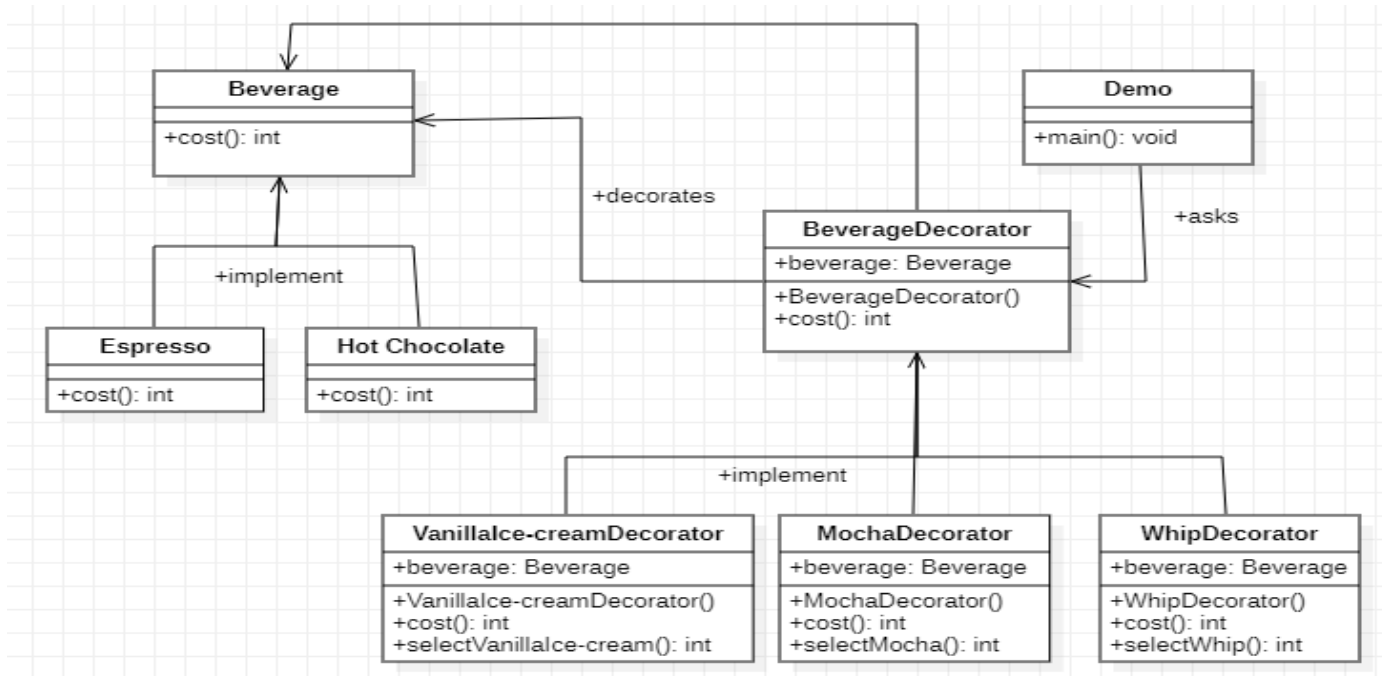 Beverage
+cost(): int
Demo
+main(): void
+decorates
+asks
BeverageDecorator
+beverage: Beverage
+BeverageDecorator()
+cost(): int
+implement
Espresso
+cost(): int
Hot Chocolate
+cost(): int
+implement
VanillaIce-creamDecorator
+beverage: Beverage
+VanillaIce-creamDecorator()
+cost(): int
+selectVanillaIce-cream(): int
MochaDecorator
+beverage: Beverage
+MochaDecorator()
+cost(): int
+selectMocha(): int
WhipDecorator
+beverage: Beverage
+WhipDecorator()
+cost(): int
+selectWhip(): int